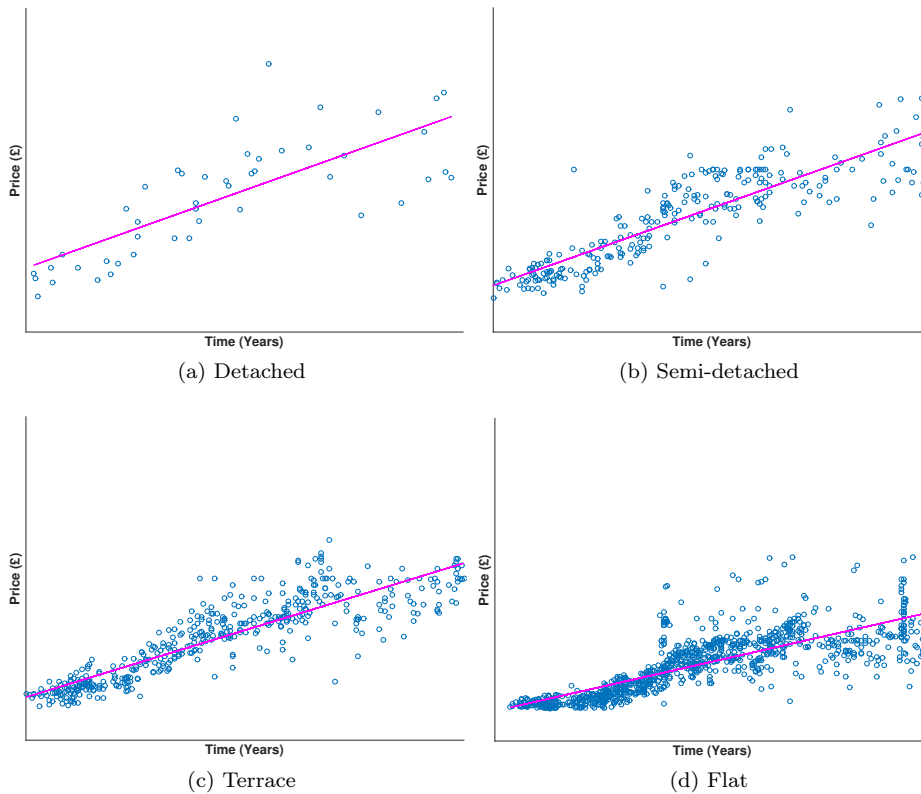 Price (£)
Time (Years)
(a) Detached
Price (£)
Time (Years)
(b) Semi-detached
Price (£)
Time (Years)
(c) Terrace
Price (£)
Time (Years)
(d) Flat